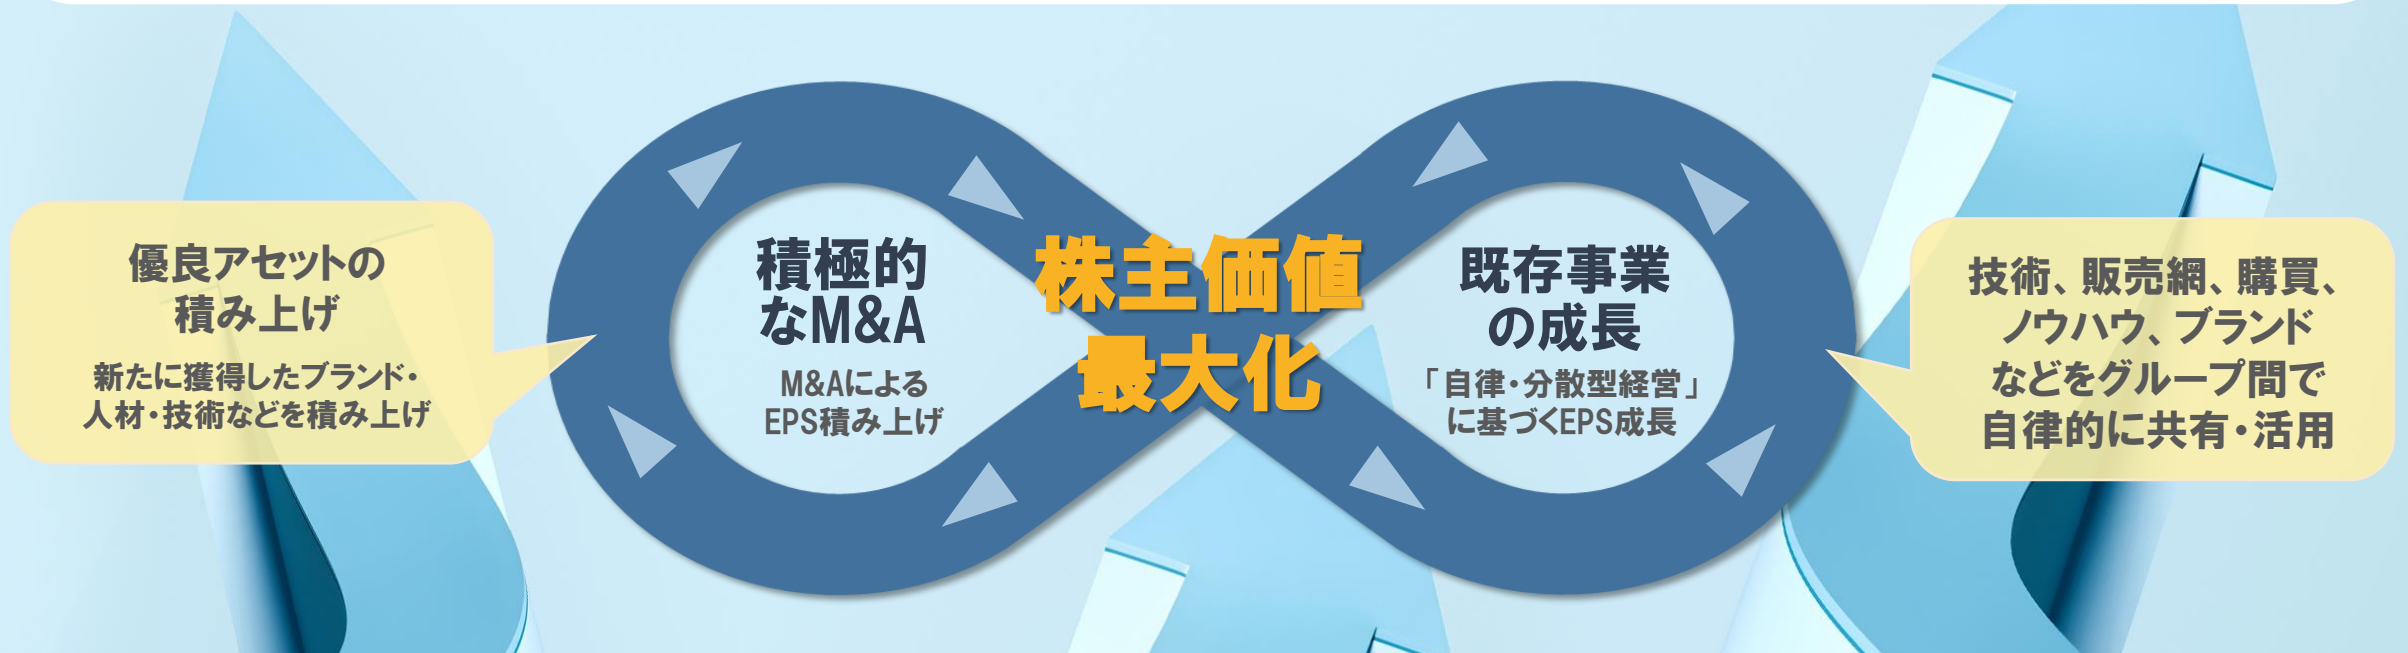 優良アセットの
積み上げ
新たに獲得したブランド・
人材・技術などを積み上げ
積極的
なM&A
M&Aによる
EPS積み上げ
株主価値
最大化
既存事業
の成長
「自律・分散型経営」
に基づくEPS成長
技術、販売網、購買、
ノウハウ、ブランド
などをグループ間で
自律的に共有・活用